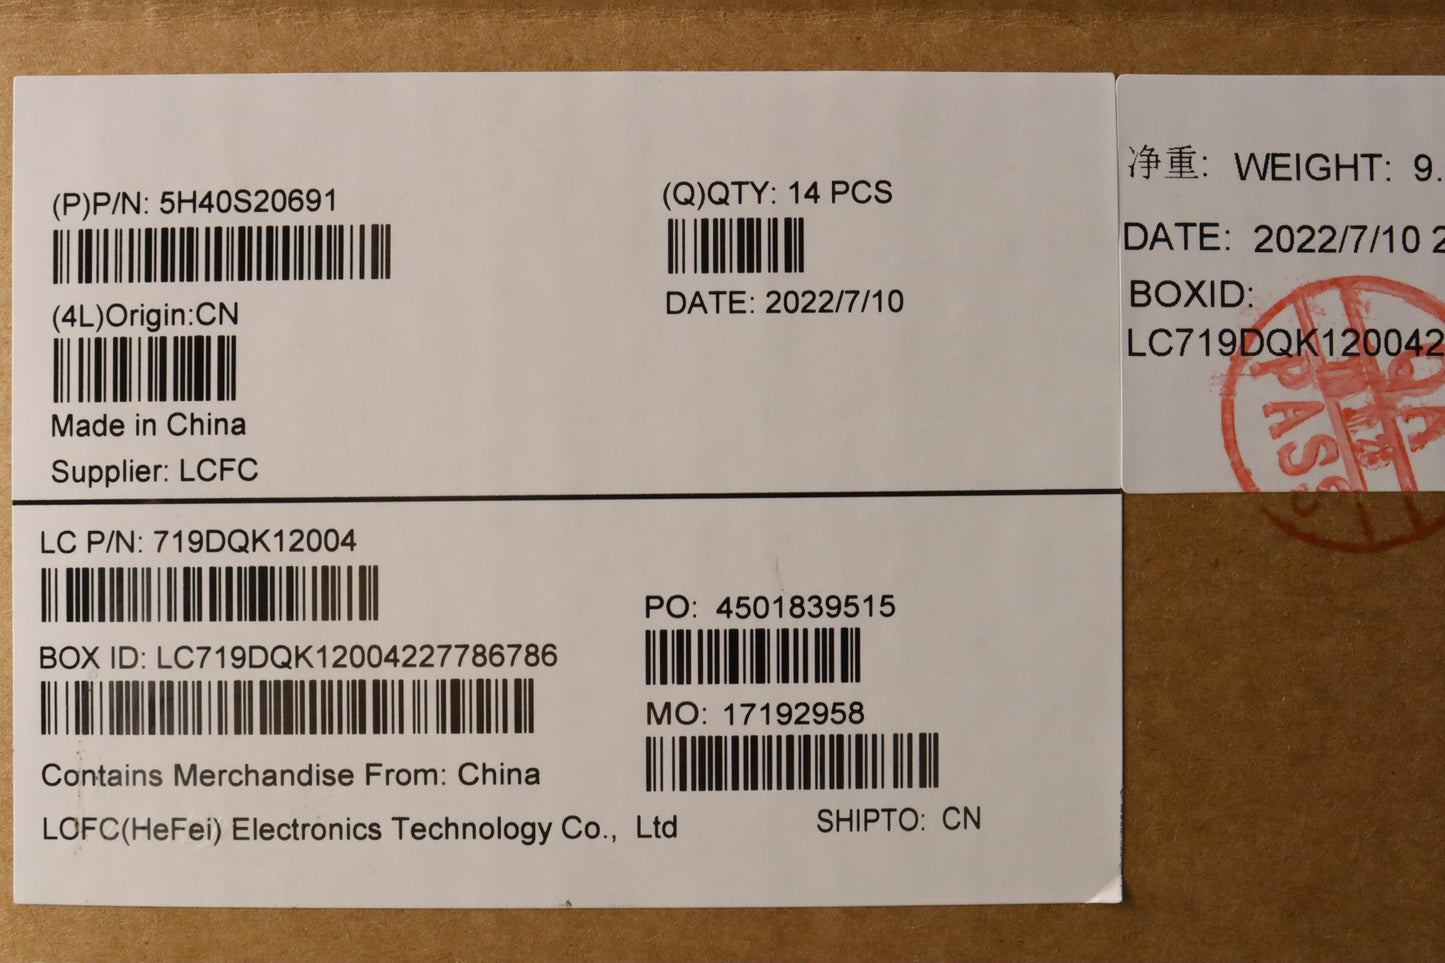 (P)P/N: 5H40S20691
(Q)QTY: 14 PCS
(4L)Origin:CN
DATE: 2022/7/10
Made in China
Supplier: LCFC
LC P/N: 719DQK12004
PO: 4501839515
BOX ID: LC719DQK12004227786786
MO: 17192958
Contains Merchandise From: China
LCFC(HeFei) Electronics Technology Co., Ltd
SHIPTO: CN
净重: WEIGHT: 9.
DATE: 2022/7/10 2
BOXID:
LC719DQK120042
QA
PASS